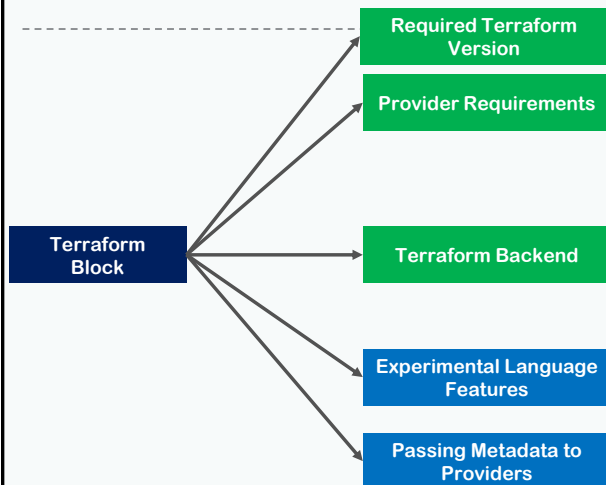 Required Terraform
Version
Provider Requirements
Terraform
Block
Terraform Backend
Experimental Language
Features
Passing Metadata to
Providers